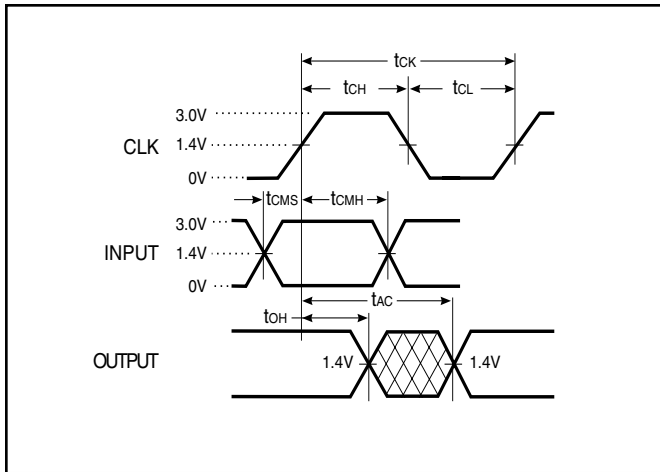 tCK
tCH tCL
3.0V
CLK 1.4V
0V
tCMS tCMH
3.0V
INPUT 1.4V
0V
tAC
tOH
OUTPUT 1.4V 1.4V